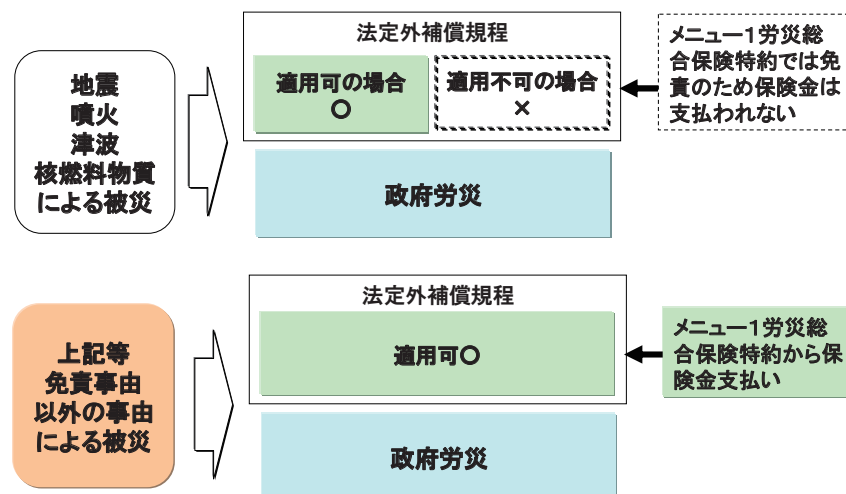 地震
噴火
津波
核燃料物質
による被災
法定外補償規程
適用可の場合
○
適用不可の場合
×
メニュー1労災総
合保険特約では免
責のため保険金は
支払われない
政府労災
上記等
免責事由
以外の事由
による被災
法定外補償規程
適用可○
メニュー1労災総
合保険特約から保
険金支払い
政府労災